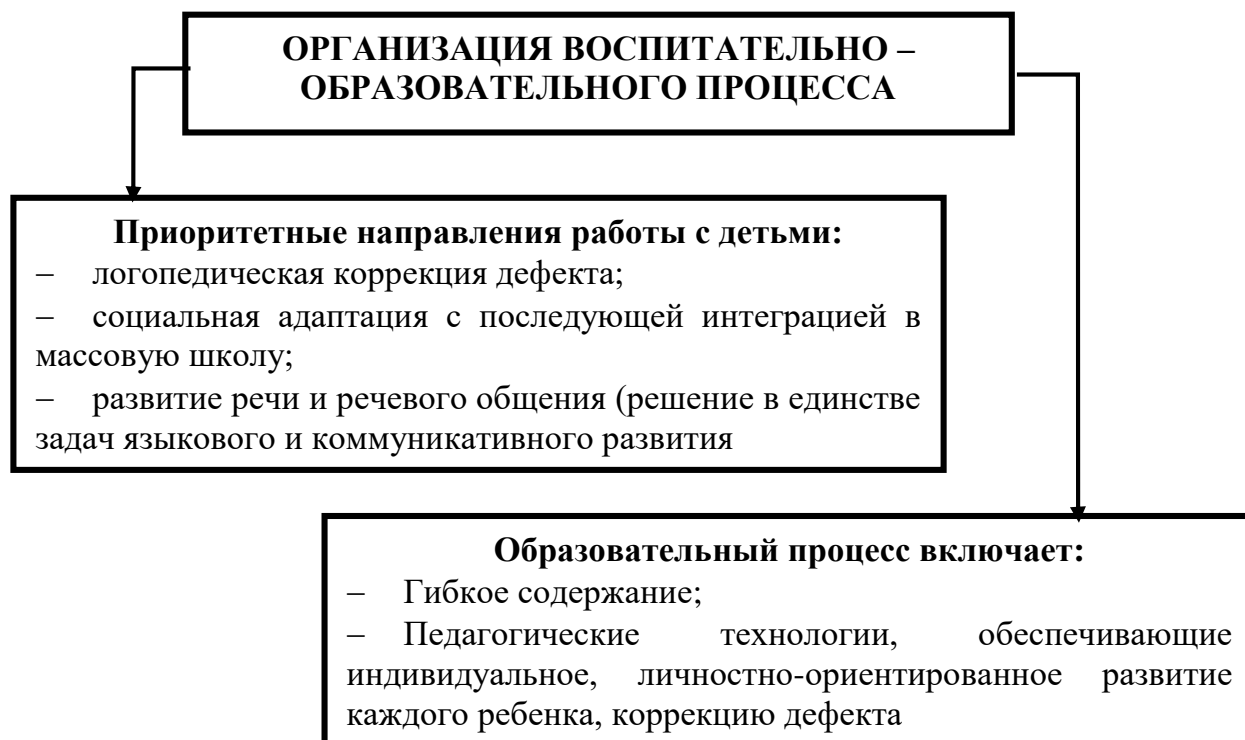 ОРГАНИЗАЦИЯ ВОСПИТАТЕЛЬНО –
ОБРАЗОВАТЕЛЬНОГО ПРОЦЕССА
Приоритетные направления работы с детьми:
– логопедическая коррекция дефекта;
– социальная адаптация с последующей интеграцией в
массовую школу;
– развитие речи и речевого общения (решение в единстве
задач языкового и коммуникативного развития
Образовательный процесс включает:
– Гибкое содержание;
– Педагогические технологии, обеспечивающие
индивидуальное, личностно-ориентированное развитие
каждого ребенка, коррекцию дефекта